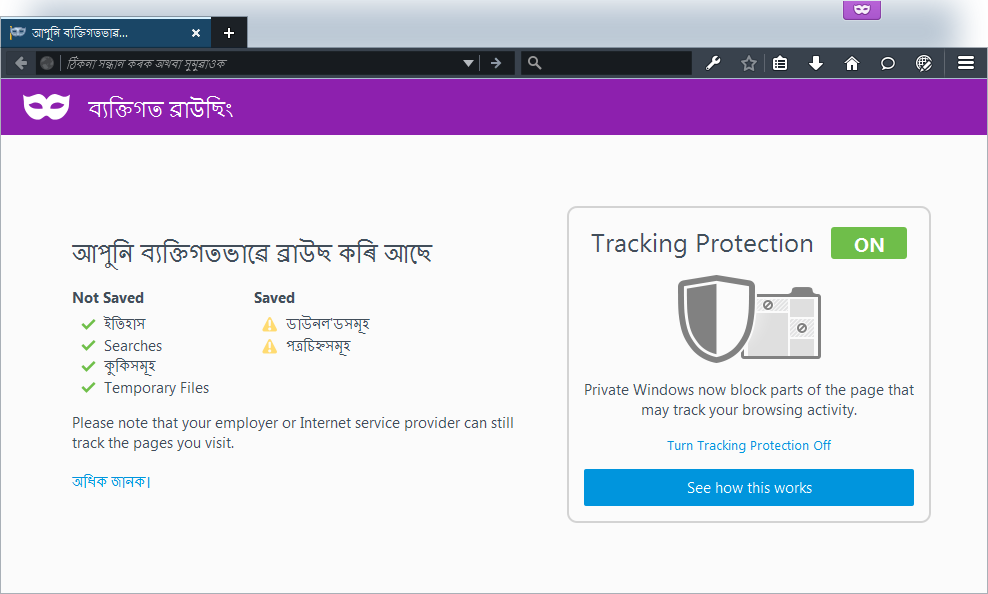 আপুনি ব্যক্তিগতভাৱে...
ঠিকনা সন্ধান কৰক অথবা সুমুৱাওক
ব্যক্তিগত ব্ৰাউছিং
আপুনি ব্যক্তিগতভাৱে ব্ৰাউছ কৰি আছে
Not Saved
ইতিহাস
Searches
কুকিসমূহ
Temporary Files
Saved
ডাউনল'ডসমূহ
পত্ৰচিহ্নসমূহ
Please note that your employer or Internet service provider can still
track the pages you visit.
অধিক জানক।
Tracking Protection ON
Private Windows now block parts of the page that
may track your browsing activity.
Turn Tracking Protection Off
See how this works